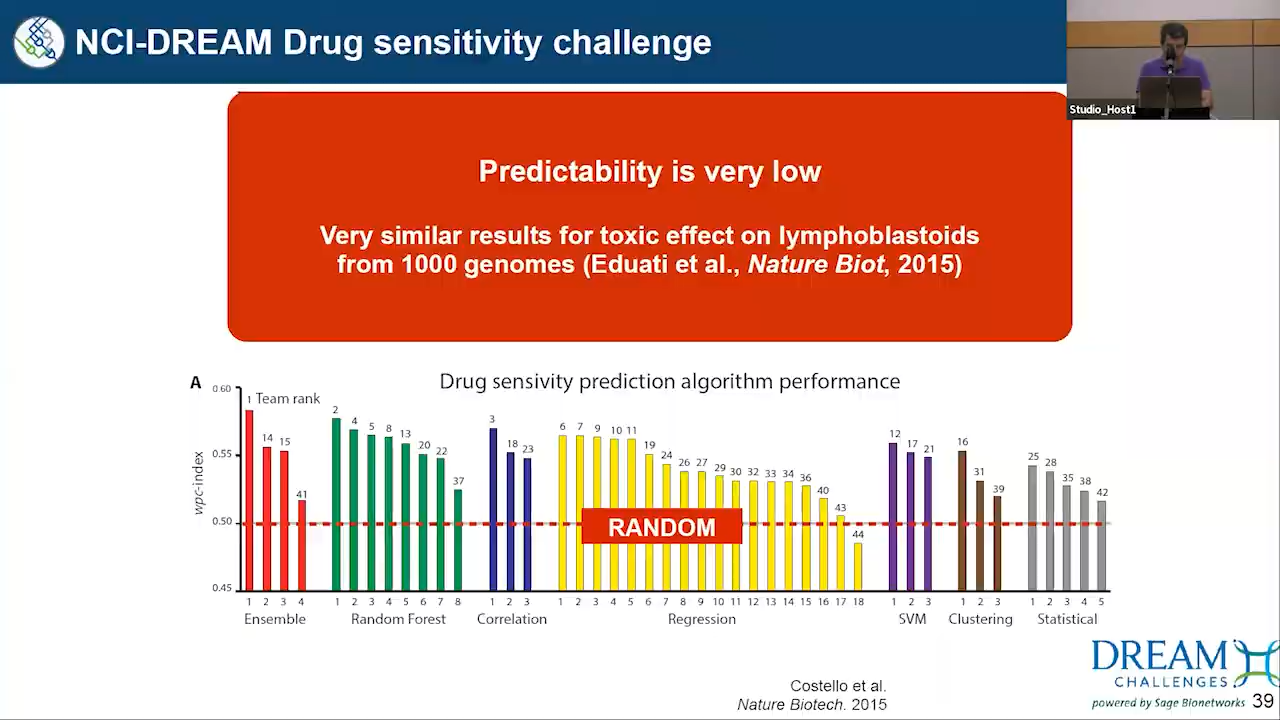 NCI-DREAM Drug sensitivity challenge
Studio_Host1
Predictability is very low
Very similar results for toxic effect on lymphoblastoids
from 1000 genomes (Eduati et al., Nature Biot, 2015)
A
Drug sensivity prediction algorithm performance
0.60
0.55
0.50
0.45
wpc-index
1 Team rank
14 15 41
2 4 5 8 13 20 22 37
3 18 23
6 7 9 10 11 19 24 26 27 29 30 32 33 34 36 40 43 44
12 17 21
16 31 39
25 28 35 38 42
RANDOM
1 2 3 4 1 2 3 4 5 6 7 8 1 2 3 1 2 3 4 5 6 7 8 9 10 11 12 13 14 15 16 17 18 1 2 3 1 2 3 1 2 3 4 5
Ensemble Random Forest Correlation Regression SVM Clustering Statistical
Costello et al.
Nature Biotech. 2015
DREAM
CHALLENGES
powered by Sage Bionetworks
39